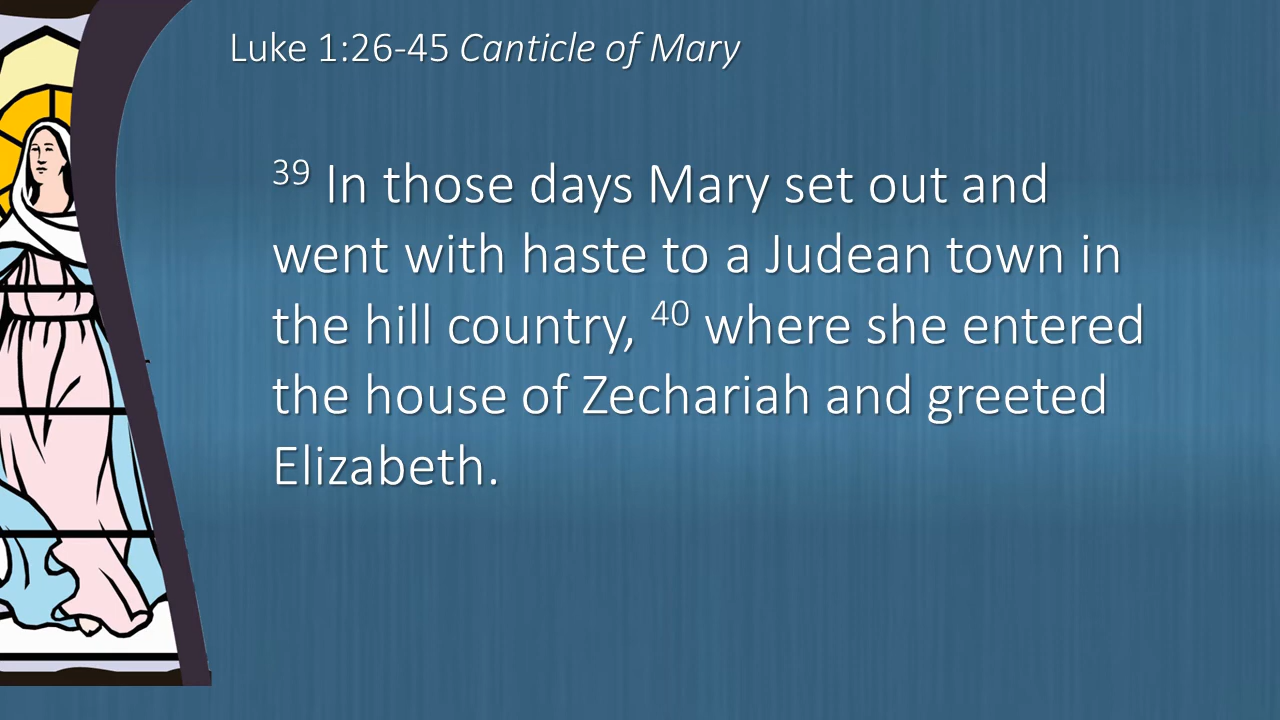 Luke 1:26-45 Canticle of Mary
39 In those days Mary set out and
went with haste to a Judean town in
the hill country, 40 where she entered
the house of Zechariah and greeted
Elizabeth.